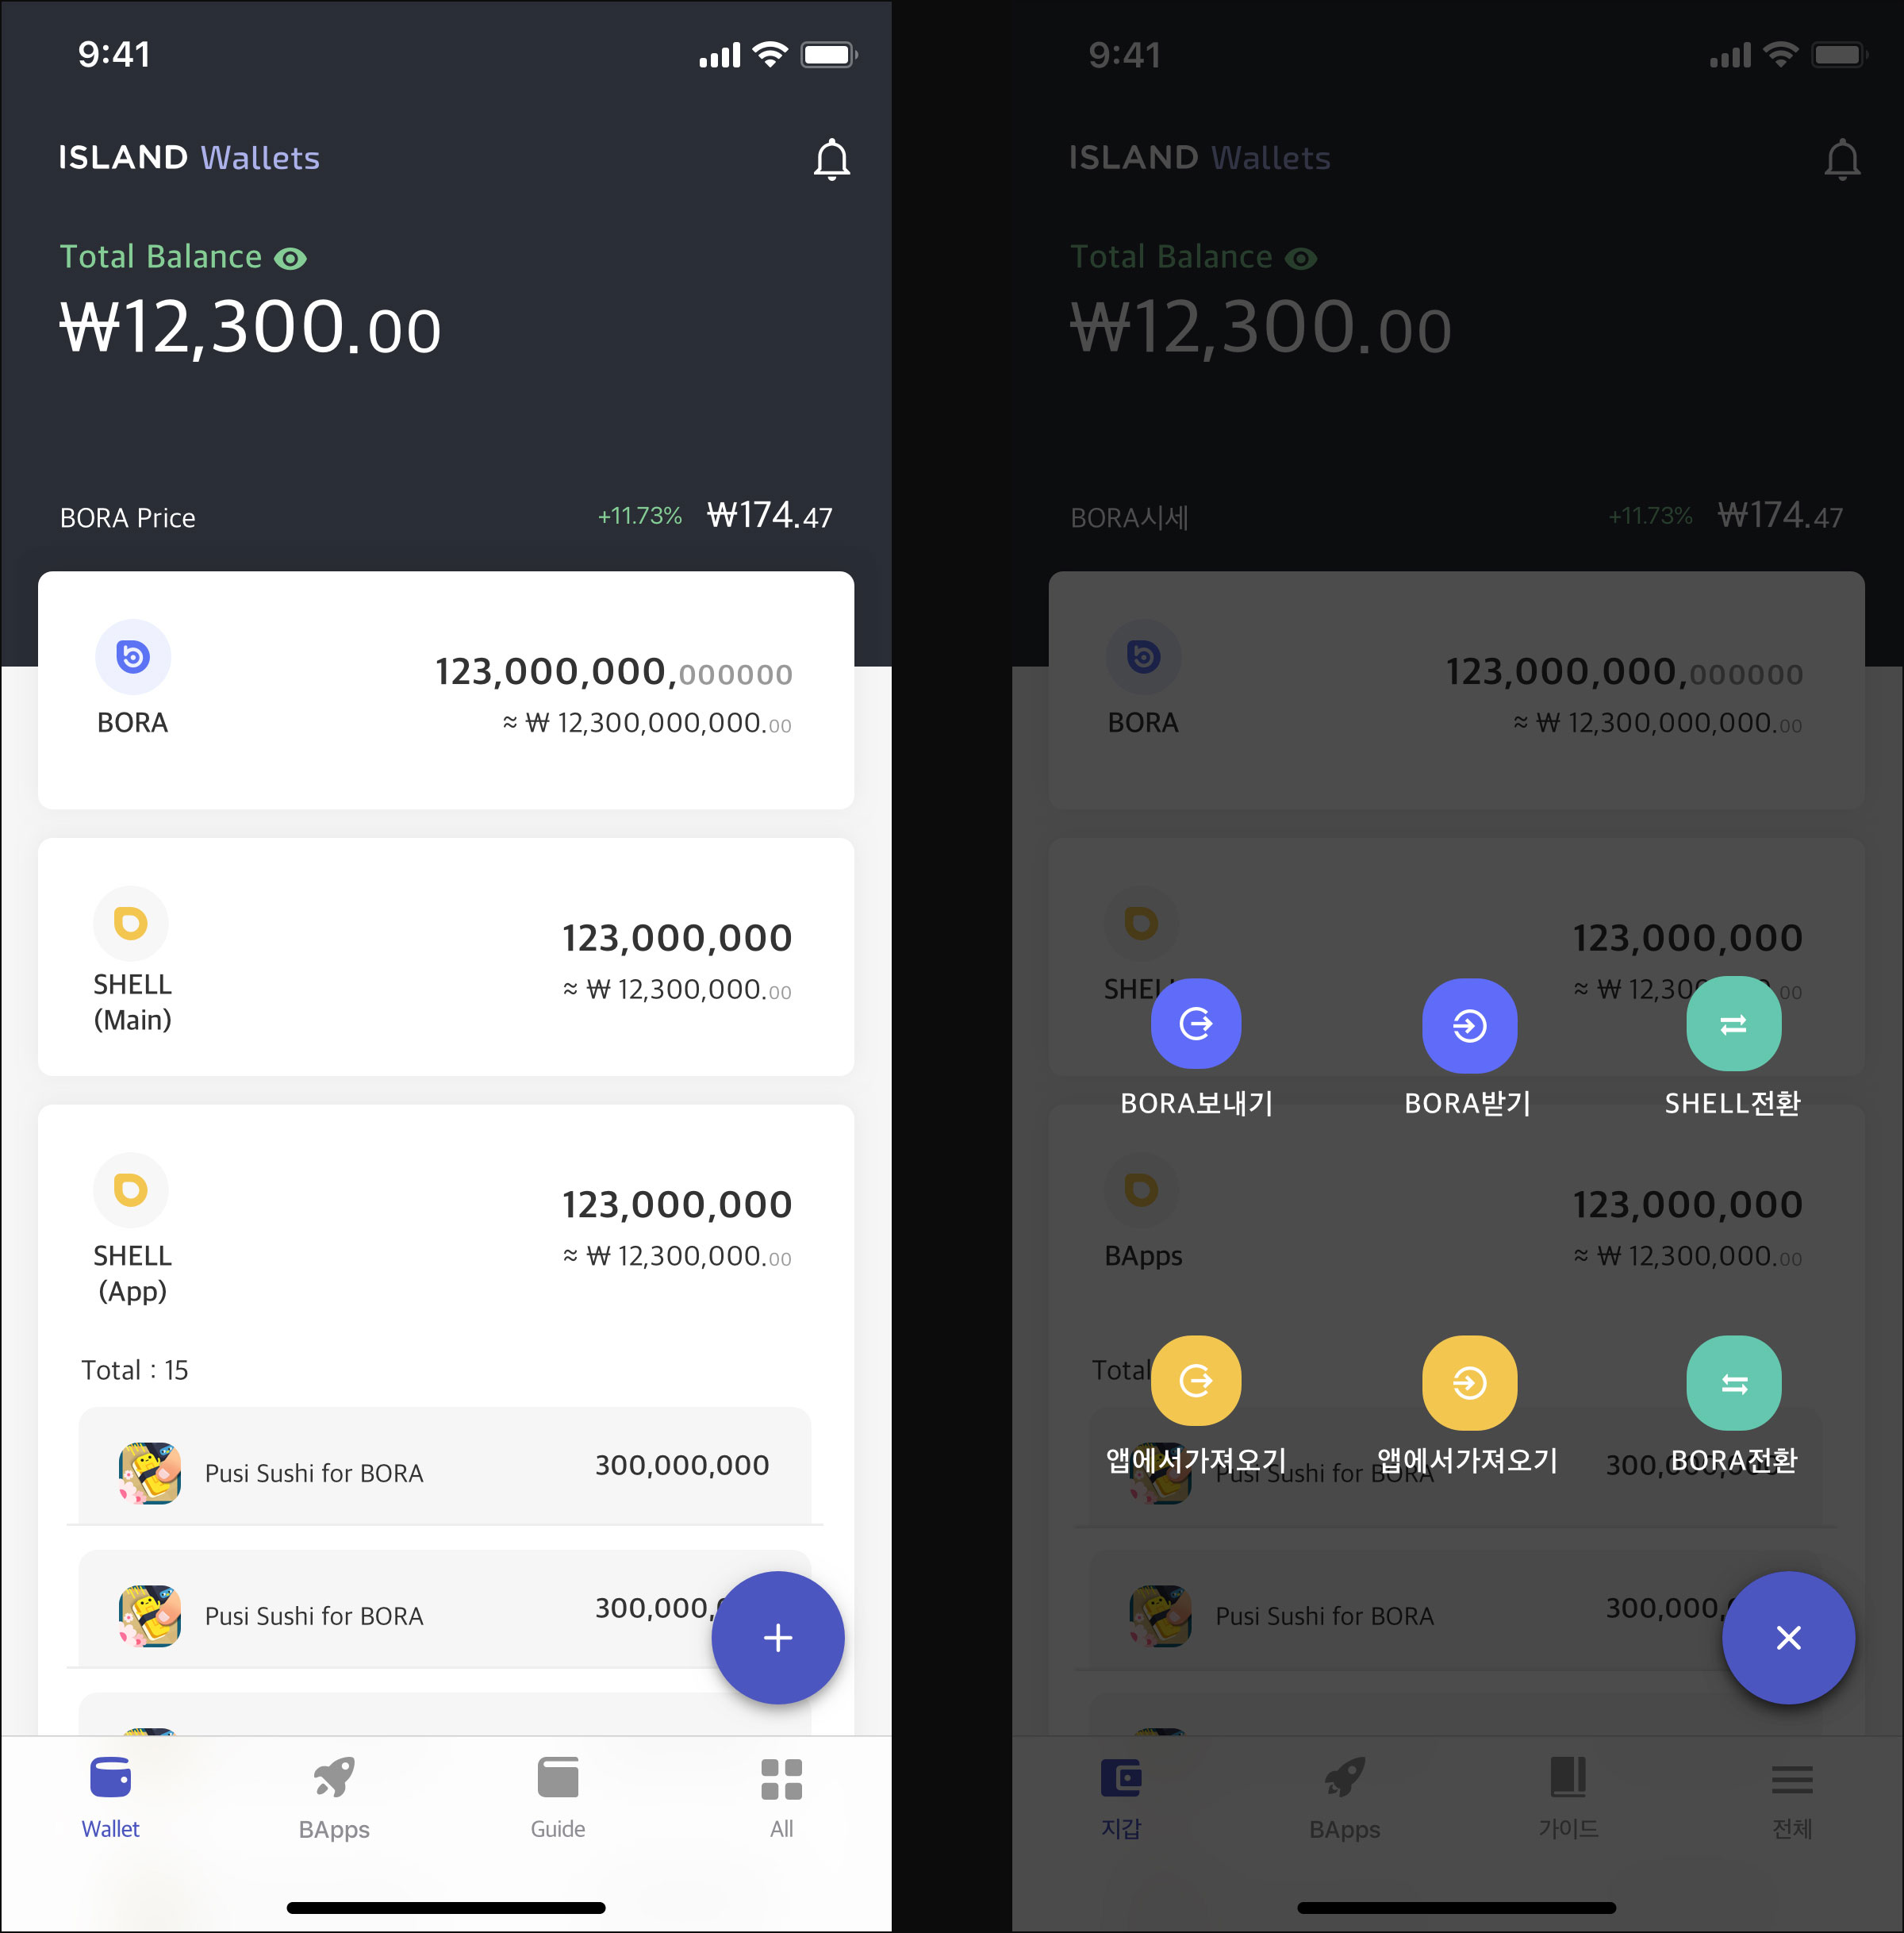 9:41
ISLAND Wallets
Total Balance
₩12,300.00
BORA Price +11.73% ₩174.47
123,000,000,000000
BORA ≈ ₩ 12,300,000,000.00
123,000,000
SHELL ≈ ₩ 12,300,000.00
(Main)
123,000,000
SHELL ≈ ₩ 12,300,000.00
(App)
Total : 15
Pusi Sushi for BORA 300,000,000
Pusi Sushi for BORA 300,000,
Wallet BApps Guide All
9:41
ISLAND Wallets
Total Balance
₩12,300.00
BORA시세 +11.73% ₩174.47
123,000,000,000000
BORA ≈ ₩ 12,300,000,000.00
123,000,000
SHEL ≈ ₩ 12,300 .00
BORA보내기 BORA받기 SHELL전환
123,000,000
BApps ≈ ₩ 12,300,000.00
Total
앱에서가져오기 앱에서가져오기 BORA전환
Pusi Sushi for BORA 300,000,000
Pusi Sushi for BORA 300,000,
지갑 BApps 가이드 전체